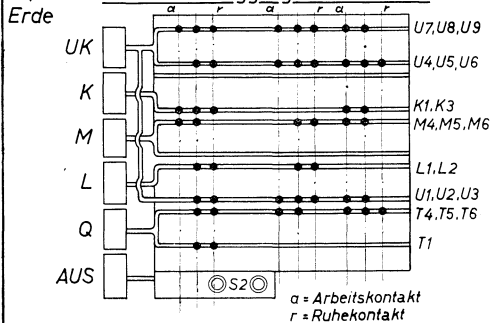 Erde
a r a r a r
UK
K
M
L
Q
AUS
U7,U8,U9
U4,U5,U6
K1,K3
M4,M5,M6
L1,L2
U1,U2,U3
T4,T5,T6
T1
S2
a = Arbeitskontakt
r = Ruhekontakt